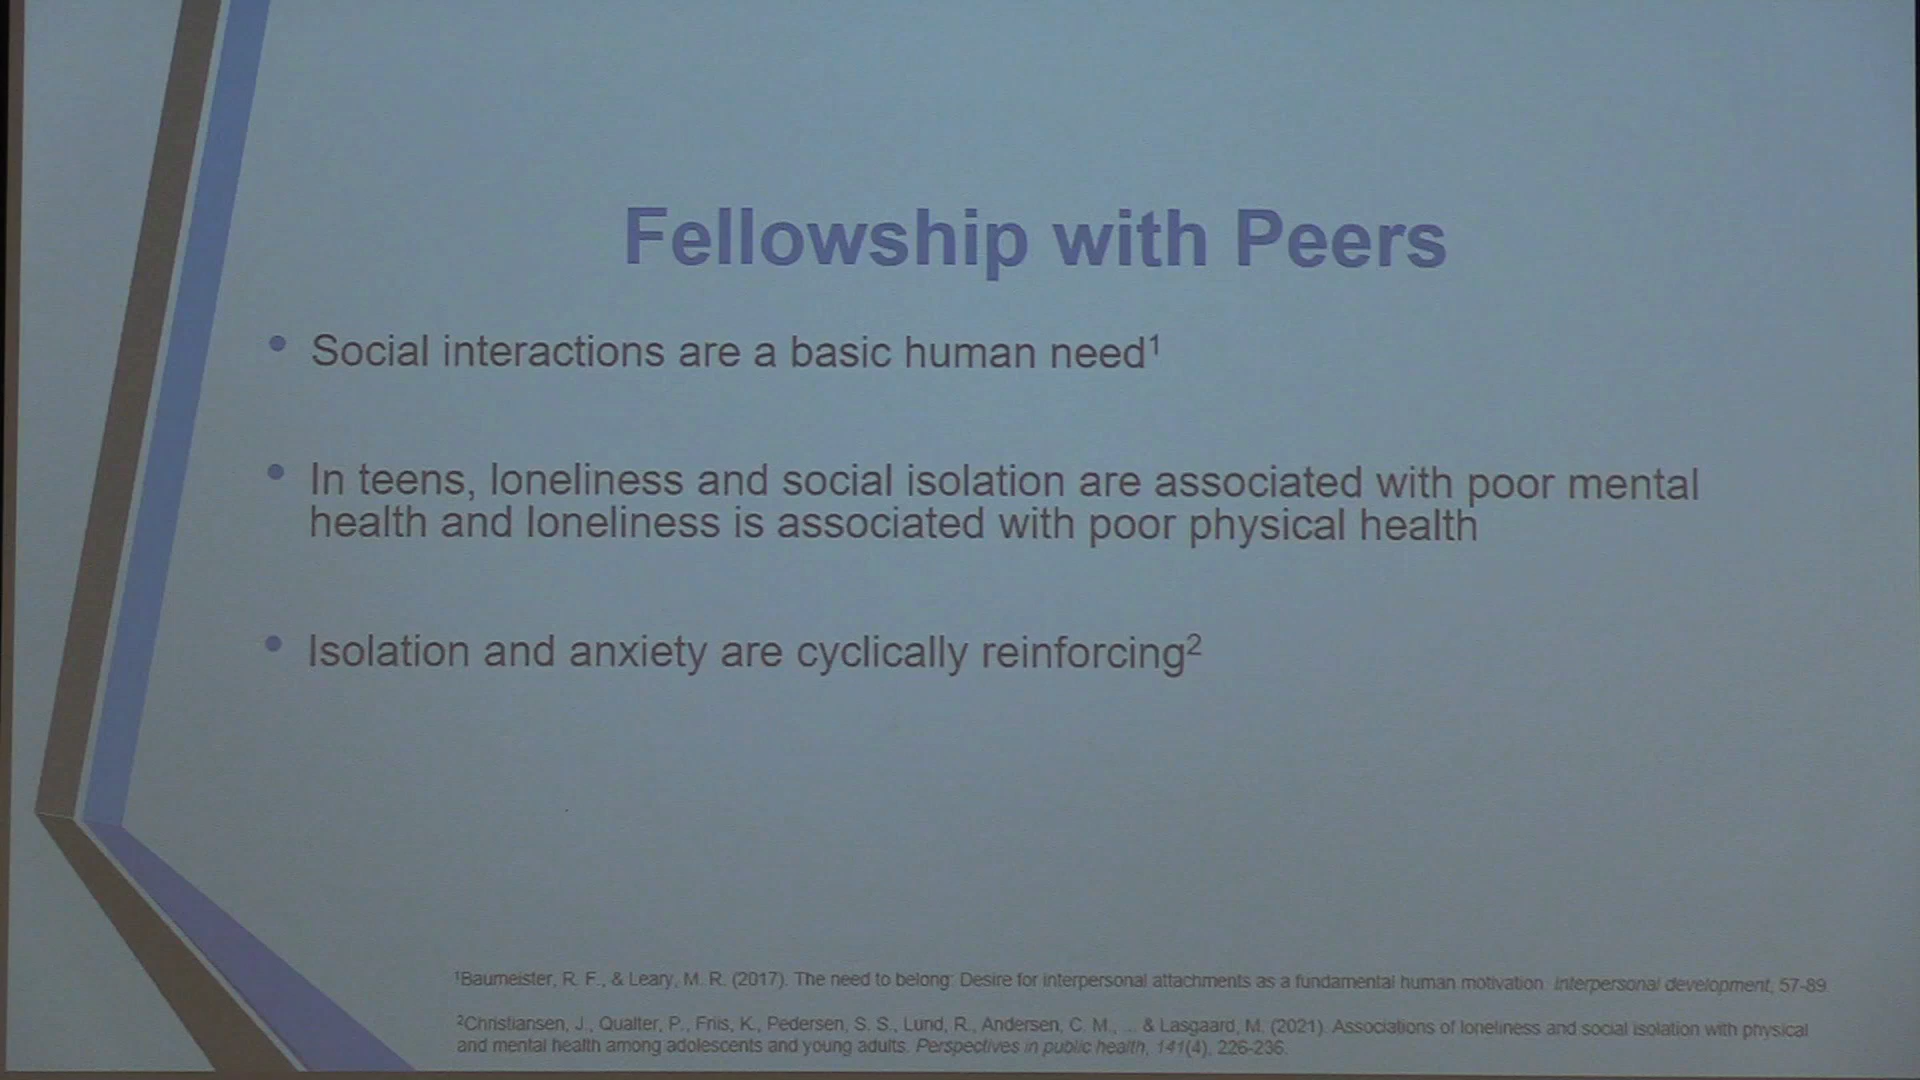 Fellowship with Peers
• Social interactions are a basic human need¹
• In teens, loneliness and social isolation are associated with poor mental
health and loneliness is associated with poor physical health
• Isolation and anxiety are cyclically reinforcing²
¹Baumeister, R. F., & Leary, M. R. (2017). The need to belong: Desire for interpersonal attachments as a fundamental human motivation. Interpersonal development, 57-89.
²Christiansen, J., Qualter, P., Friis, K., Pedersen, S. S., Lund, R., Andersen, C. M., ... & Lasgaard, M. (2021). Associations of loneliness and social isolation with physical
and mental health among adolescents and young adults. Perspectives in public health, 141(4), 226-236.